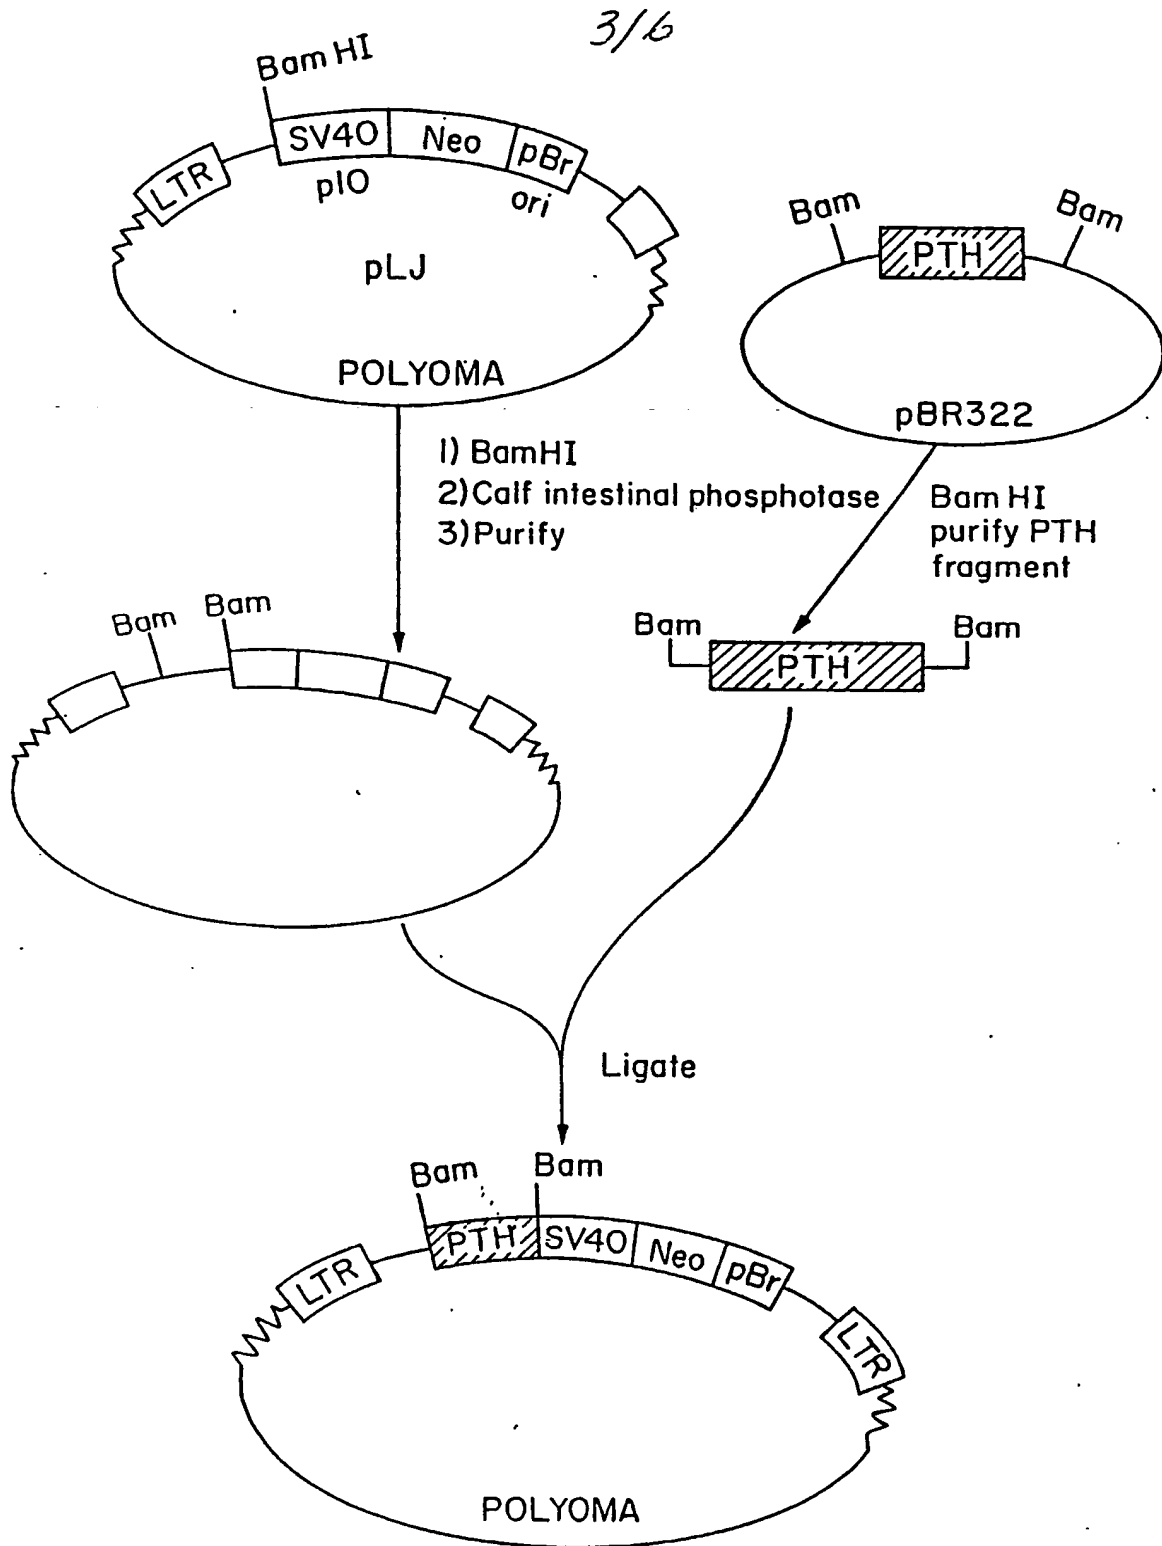 3/6
Bam HI
LTR
SV40
Neo
pBr
p10
ori
pLJ
POLYOMA
Bam
PTH
Bam
pBR322
1) BamHI
2) Calf intestinal phosphotase
3) Purify
Bam HI
purify PTH
fragment
Bam
Bam
Bam
PTH
Bam
Ligate
Bam
Bam
LTR
PTH
SV40
Neo
pBr
LTR
POLYOMA